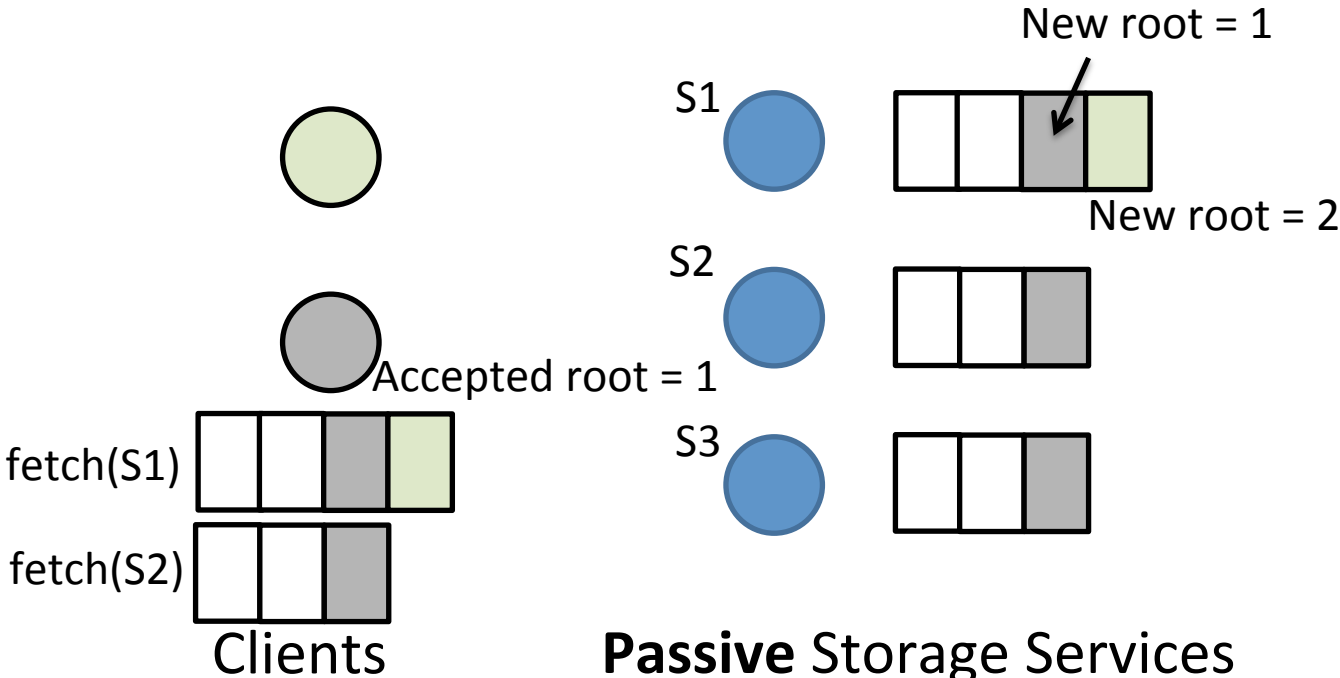 New root = 1
S1
New root = 2
S2
Accepted root = 1
S3
fetch(S1)
fetch(S2)
Clients
Passive Storage Services